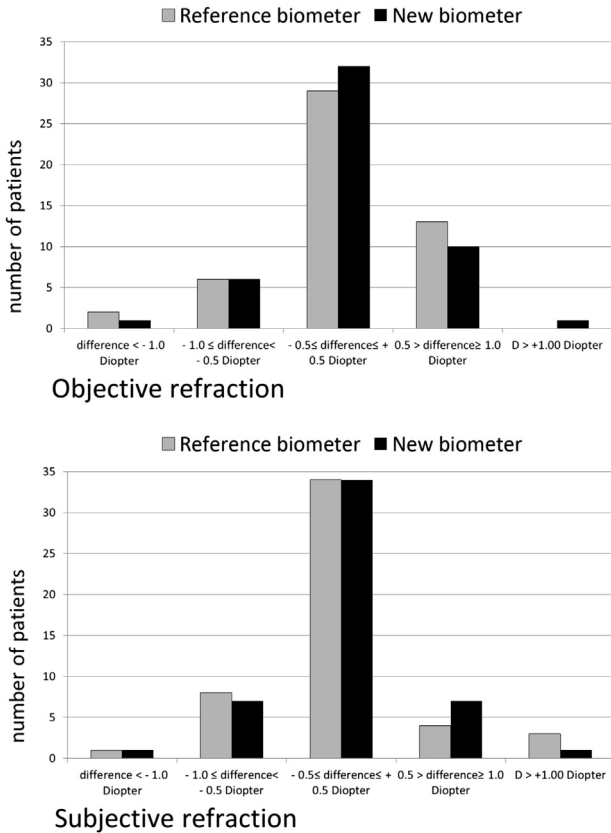 Reference biometer New biometer
35
30
25
20
15
10
5
0
number of patients
difference < - 1.0 - 1.0 ≤ difference< - 0.5≤ difference≤ + 0.5 > difference≥ 1.0 D > +1.00 Diopter
Diopter - 0.5 Diopter 0.5 Diopter Diopter
Objective refraction
Reference biometer New biometer
35
30
25
20
15
10
5
0
number of patients
difference < - 1.0 - 1.0 ≤ difference< - 0.5≤ difference≤ + 0.5 > difference≥ 1.0 D > +1.00 Diopter
Diopter - 0.5 Diopter 0.5 Diopter Diopter
Subjective refraction